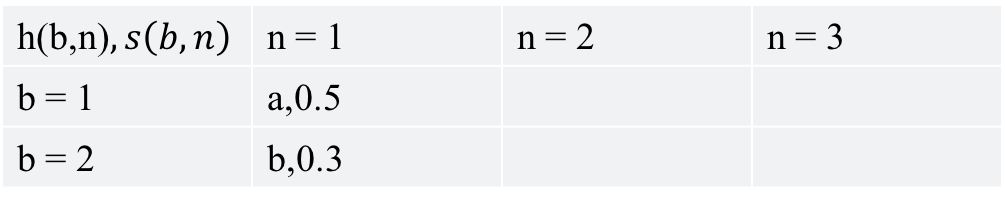 h(b,n), s(b,n) n = 1 n = 2 n = 3
b = 1 a,0.5
b = 2 b,0.3